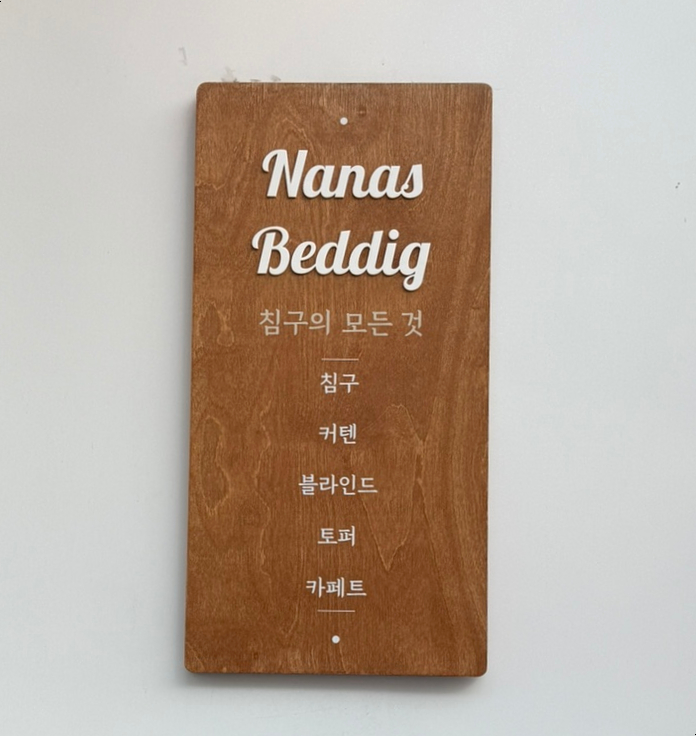 Nanas
Beddig
침구의 모든 것
침구
커텐
블라인드
토퍼
카페트